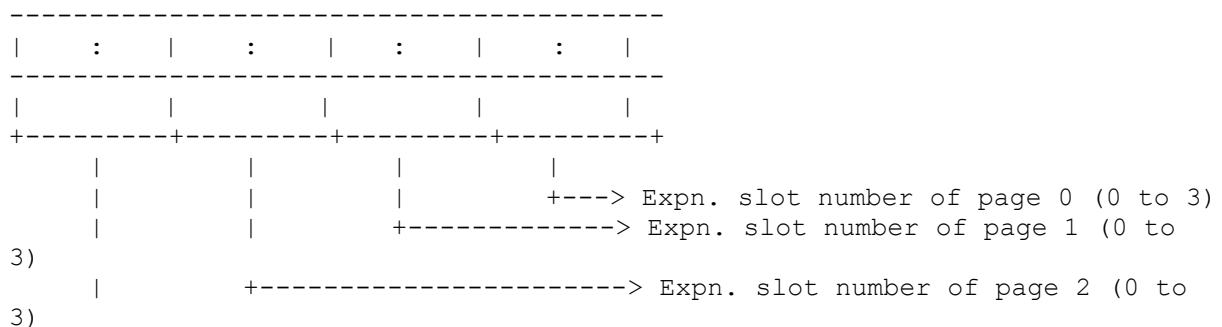 -----------------------------------------
|    :    |    :    |   :    |    :   |
-----------------------------------------
|         |         |         |        |
+---------+---------+---------+---------+
     |         |         |         |
     |         |         |         +---> Expn. slot number of page 0 (0 to 3)
     |         |         +-------------> Expn. slot number of page 1 (0 to
3)
     |         +-----------------------> Expn. slot number of page 2 (0 to
3)